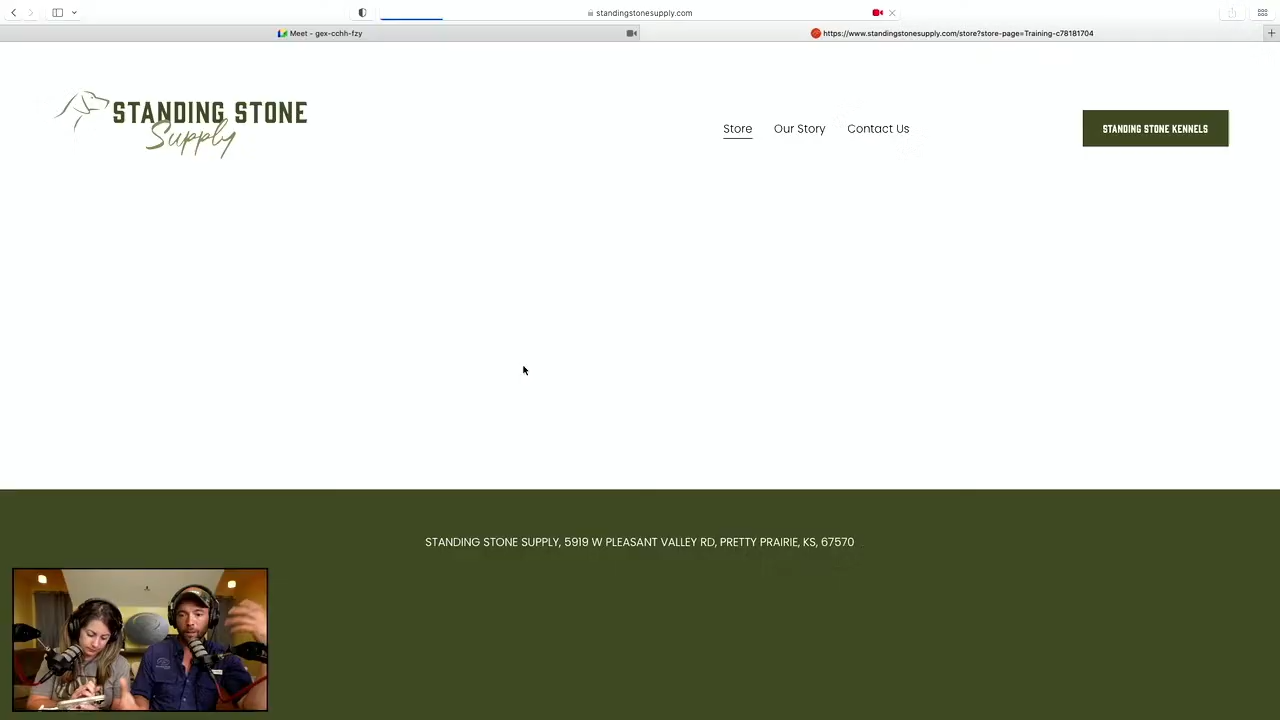 standingstonesupply.com
Meet - gex-cchh-fzy
https://www.standingstonesupply.com/store?store-page=Training-c78181704
STANDING STONE
Supply
Store
Our Story
Contact Us
STANDING STONE KENNELS
STANDING STONE SUPPLY, 5919 W PLEASANT VALLEY RD, PRETTY PRAIRIE, KS, 67570